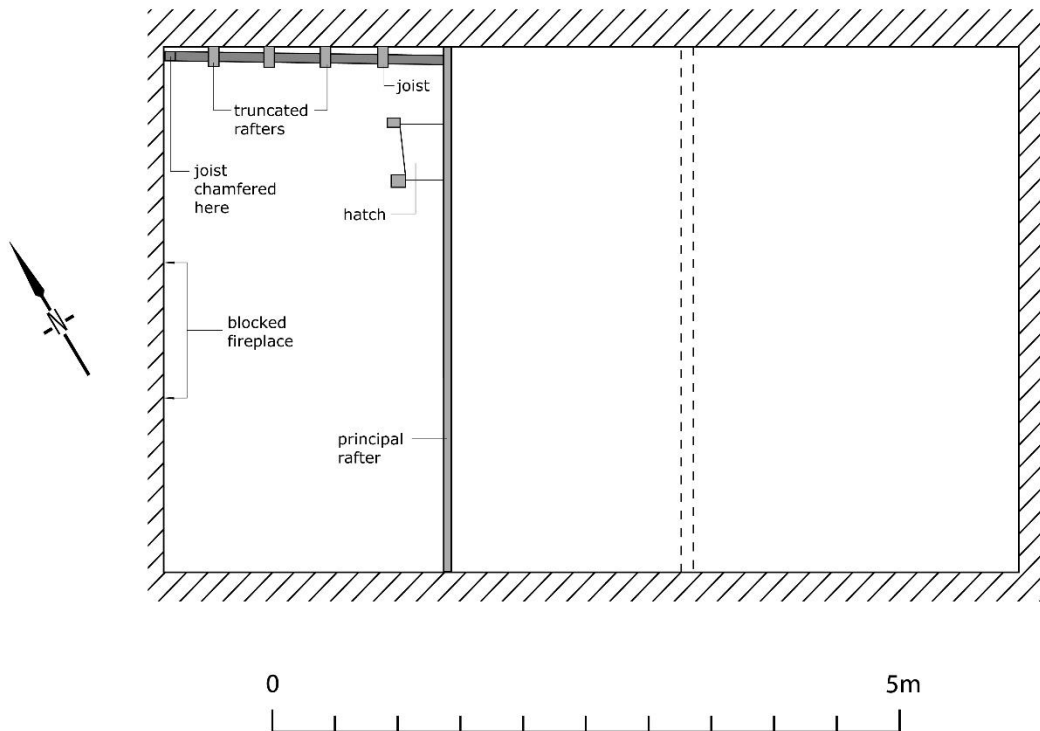 joist
truncated
rafters
joist
chamfered
here
hatch
blocked
fireplace
N
principal
rafter
0
5m